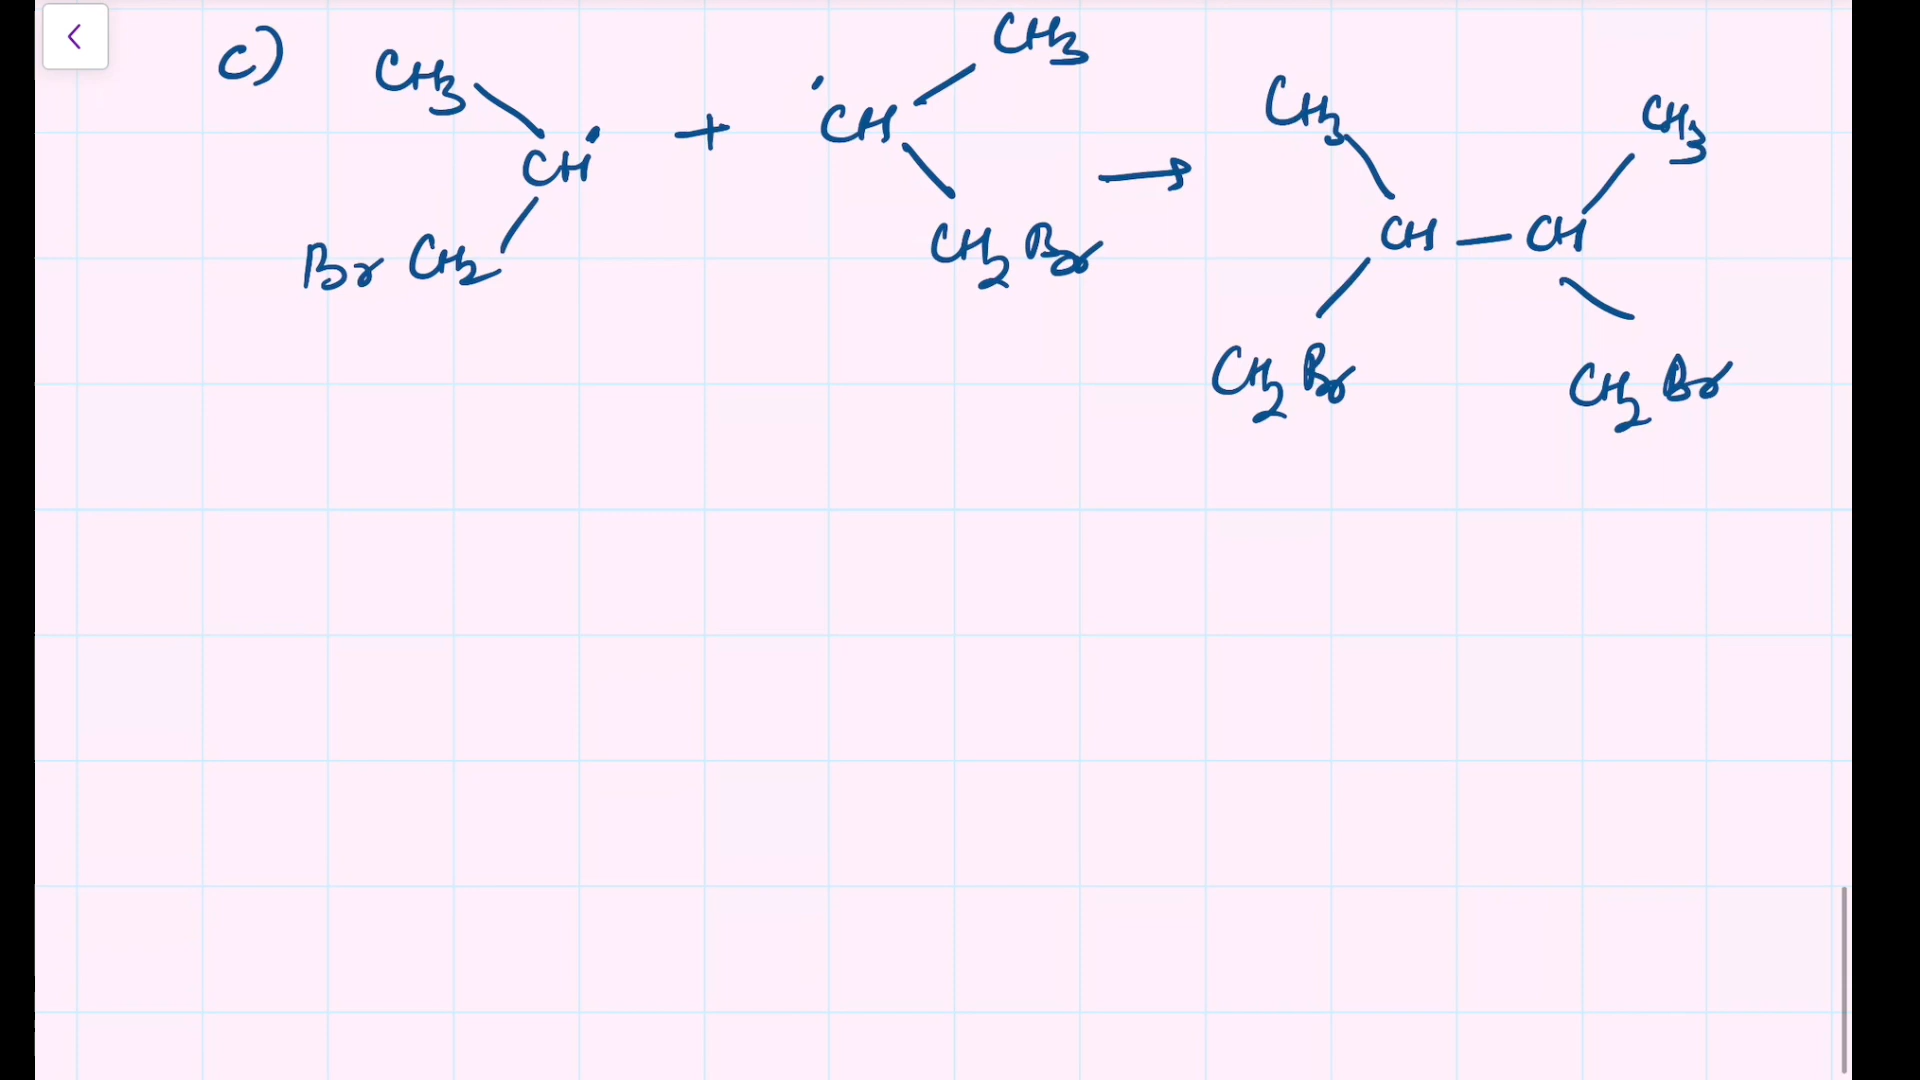 c) CH3 CH• + •CH CH3 → CH3 CH — CH CH3
Br CH2 CH2 Br CH2 Br CH2 Br